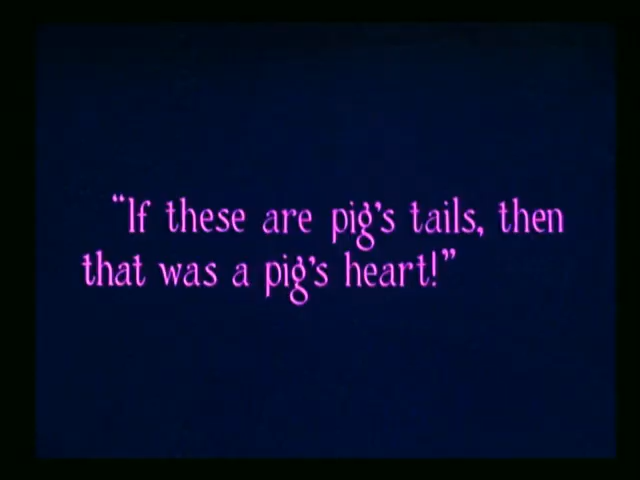 “If these are pig's tails, then
that was a pig's heart!”